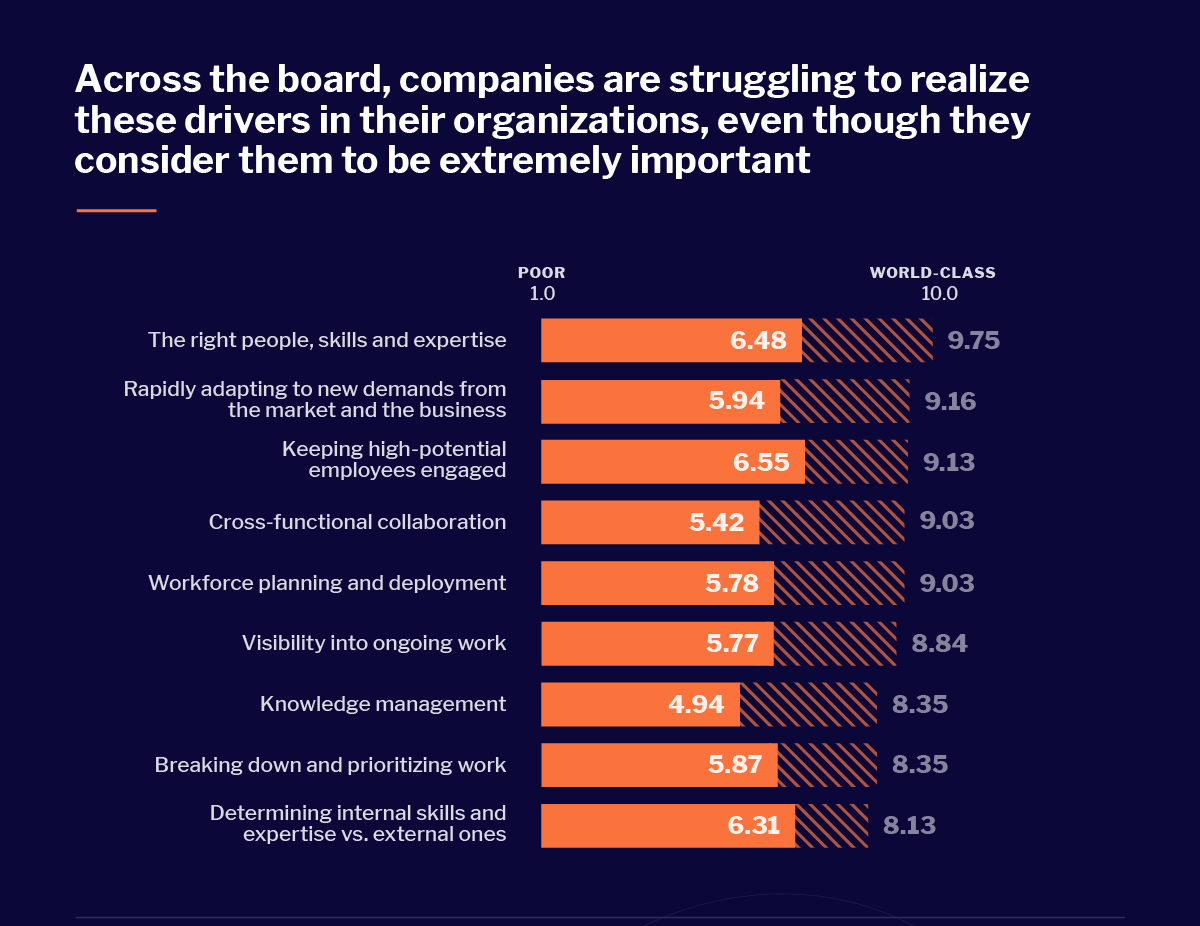 Across the board, companies are struggling to realize
these drivers in their organizations, even though they
consider them to be extremely important
POOR WORLD-CLASS
1.0 10.0
The right people, skills and expertise 6.48 9.75
Rapidly adapting to new demands from
the market and the business 5.94 9.16
Keeping high-potential
employees engaged 6.55 9.13
Cross-functional collaboration 5.42 9.03
Workforce planning and deployment 5.78 9.03
Visibility into ongoing work 5.77 8.84
Knowledge management 4.94 8.35
Breaking down and prioritizing work 5.87 8.35
Determining internal skills and
expertise vs. external ones 6.31 8.13